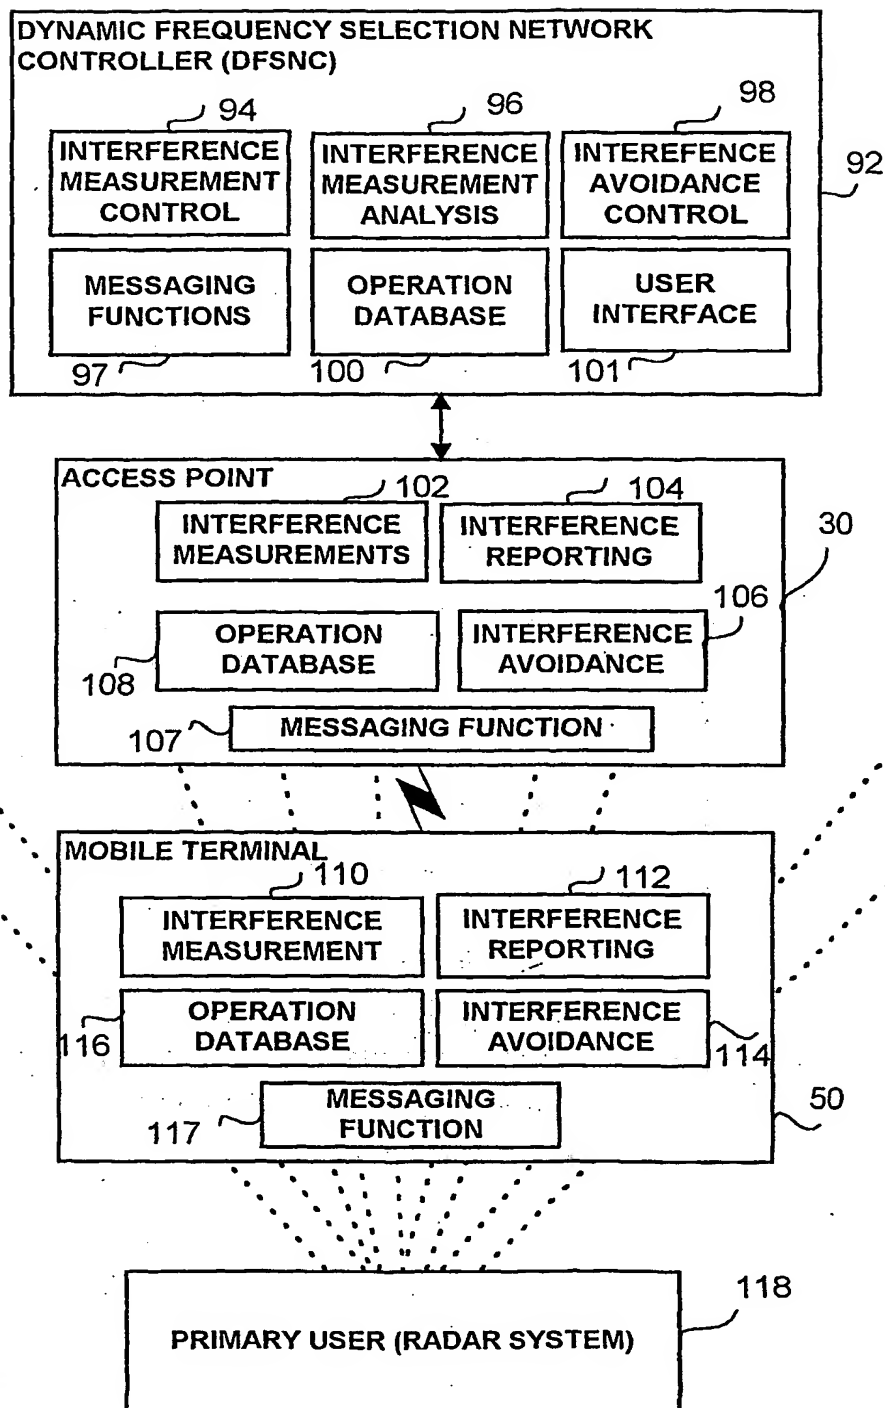 DYNAMIC FREQUENCY SELECTION NETWORK
CONTROLLER (DFSNC)
94
96
98
INTERFERENCE
MEASUREMENT
CONTROL
INTERFERENCE
MEASUREMENT
ANALYSIS
INTEREFENCE
AVOIDANCE
CONTROL
92
MESSAGING
FUNCTIONS
OPERATION
DATABASE
USER
INTERFACE
97
100
101
ACCESS POINT
102
104
INTERFERENCE
MEASUREMENTS
INTERFERENCE
REPORTING
30
106
OPERATION
DATABASE
INTERFERENCE
AVOIDANCE
108
107
MESSAGING FUNCTION
MOBILE TERMINAL
110
112
INTERFERENCE
MEASUREMENT
INTERFERENCE
REPORTING
OPERATION
DATABASE
INTERFERENCE
AVOIDANCE
116
114
MESSAGING
FUNCTION
117
50
118
PRIMARY USER (RADAR SYSTEM)